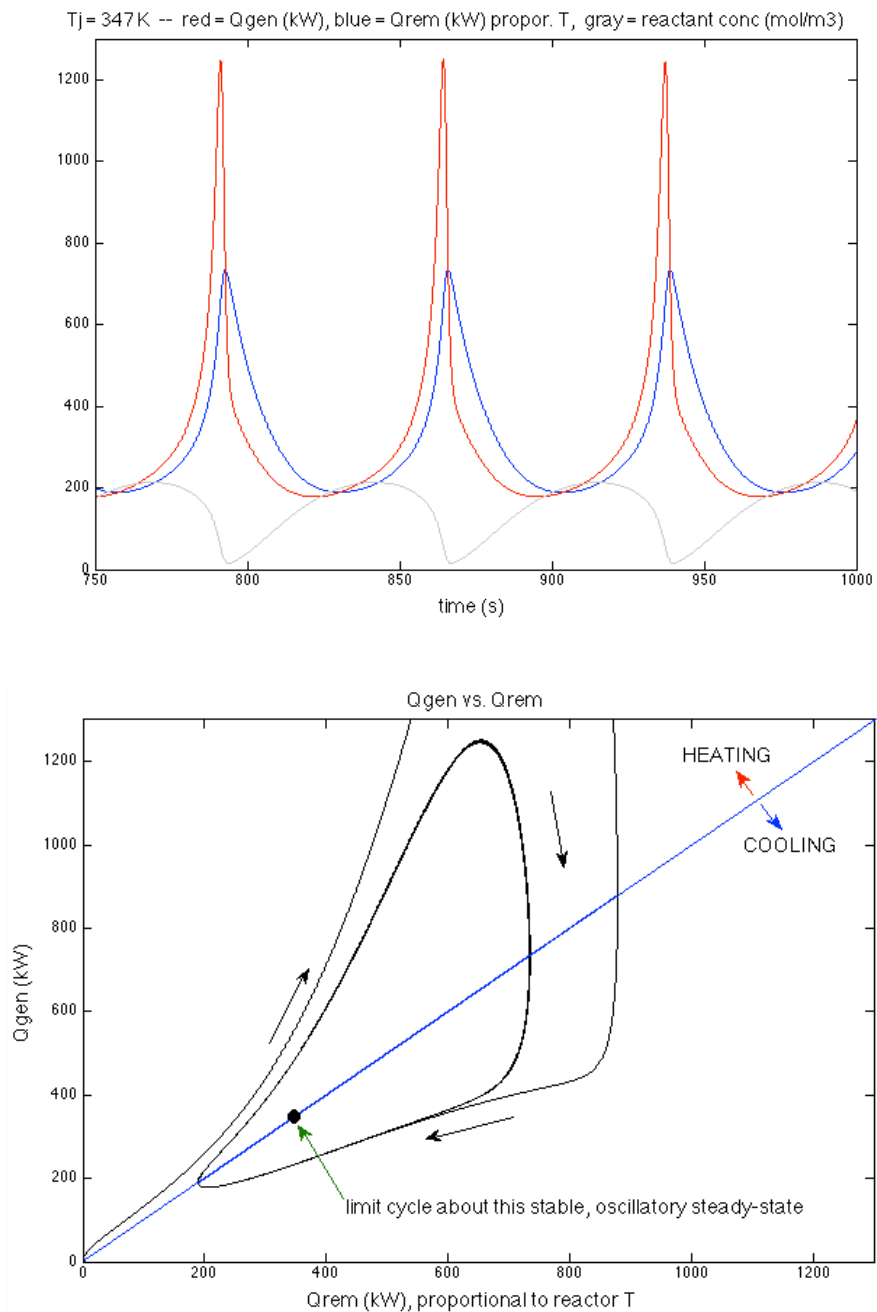 Tj = 347K -- red = Qgen (kW), blue = Qrem (kW) propor. T, gray = reactant conc (mol/m3)
1200
1000
800
600
400
200
0
750 800 850 900 950 1000
time (s)
Qgen vs. Qrem
1200
1000
800
600
400
200
0
Qgen (kW)
HEATING
COOLING
limit cycle about this stable, oscillatory steady-state
0 200 400 600 800 1000 1200
Qrem (kW), proportional to reactor T